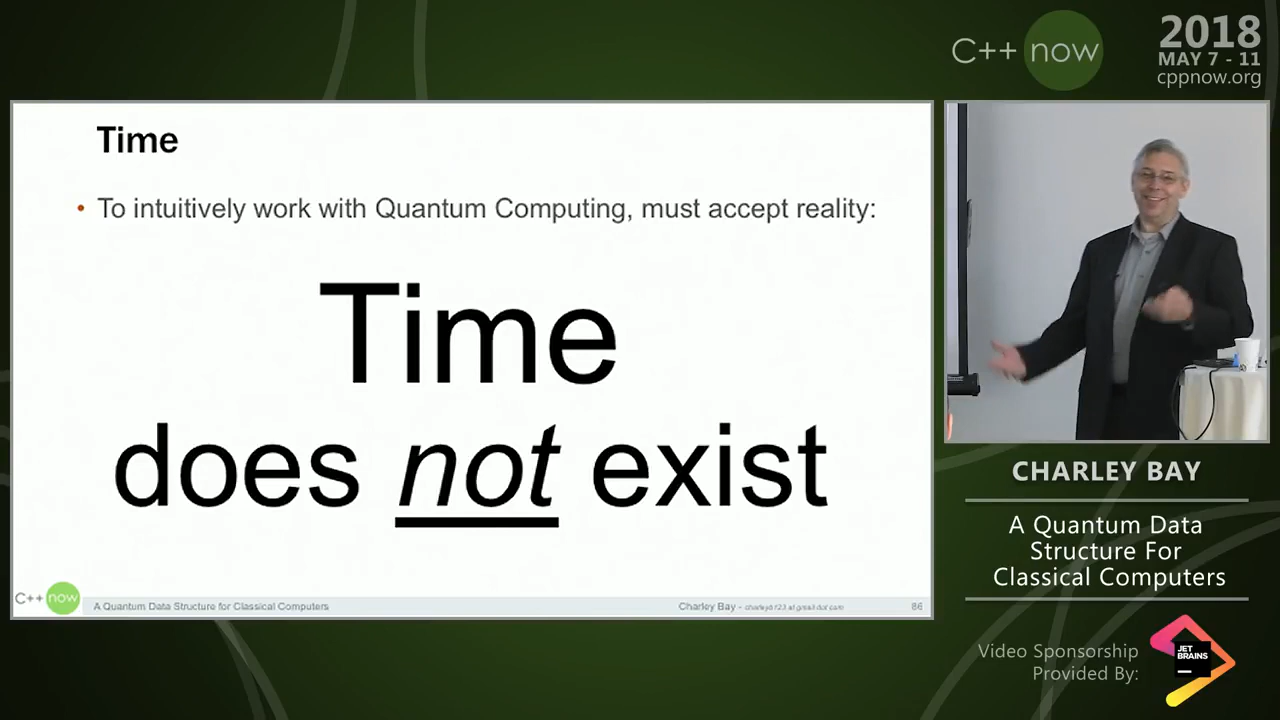 C++ now
2018
MAY 7 - 11
cppnow.org
Time
• To intuitively work with Quantum Computing, must accept reality:
Time
does not exist
C++ now
A Quantum Data Structure for Classical Computers
Charley Bay -
86
CHARLEY BAY
A Quantum Data
Structure For
Classical Computers
Video Sponsorship
Provided By:
JET
BRAINS